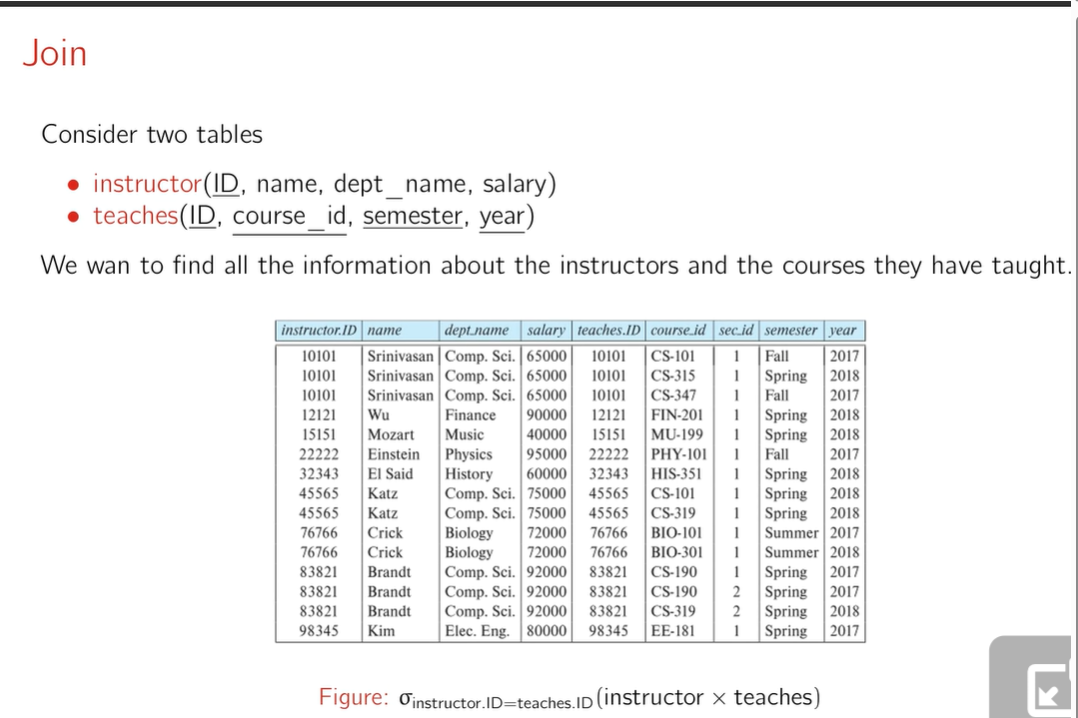 Join
Consider two tables
• instructor(ID, name, dept_name, salary)
• teaches(ID, course_id, semester, year)
We wan to find all the information about the instructors and the courses they have taught.
instructor.ID name dept_name salary teaches.ID course_id sec_id semester year
10101 Srinivasan Comp. Sci. 65000 10101 CS-101 1 Fall 2017
10101 Srinivasan Comp. Sci. 65000 10101 CS-315 1 Spring 2018
10101 Srinivasan Comp. Sci. 65000 10101 CS-347 1 Fall 2017
12121 Wu Finance 90000 12121 FIN-201 1 Spring 2018
15151 Mozart Music 40000 15151 MU-199 1 Spring 2018
22222 Einstein Physics 95000 22222 PHY-101 1 Fall 2017
32343 El Said History 60000 32343 HIS-351 1 Spring 2018
45565 Katz Comp. Sci. 75000 45565 CS-101 1 Spring 2018
45565 Katz Comp. Sci. 75000 45565 CS-319 1 Spring 2018
76766 Crick Biology 72000 76766 BIO-101 1 Summer 2017
76766 Crick Biology 72000 76766 BIO-301 1 Summer 2018
83821 Brandt Comp. Sci. 92000 83821 CS-190 1 Spring 2017
83821 Brandt Comp. Sci. 92000 83821 CS-190 2 Spring 2017
83821 Brandt Comp. Sci. 92000 83821 CS-319 2 Spring 2018
98345 Kim Elec. Eng. 80000 98345 EE-181 1 Spring 2017
Figure: σinstructor.ID=teaches.ID(instructor × teaches)